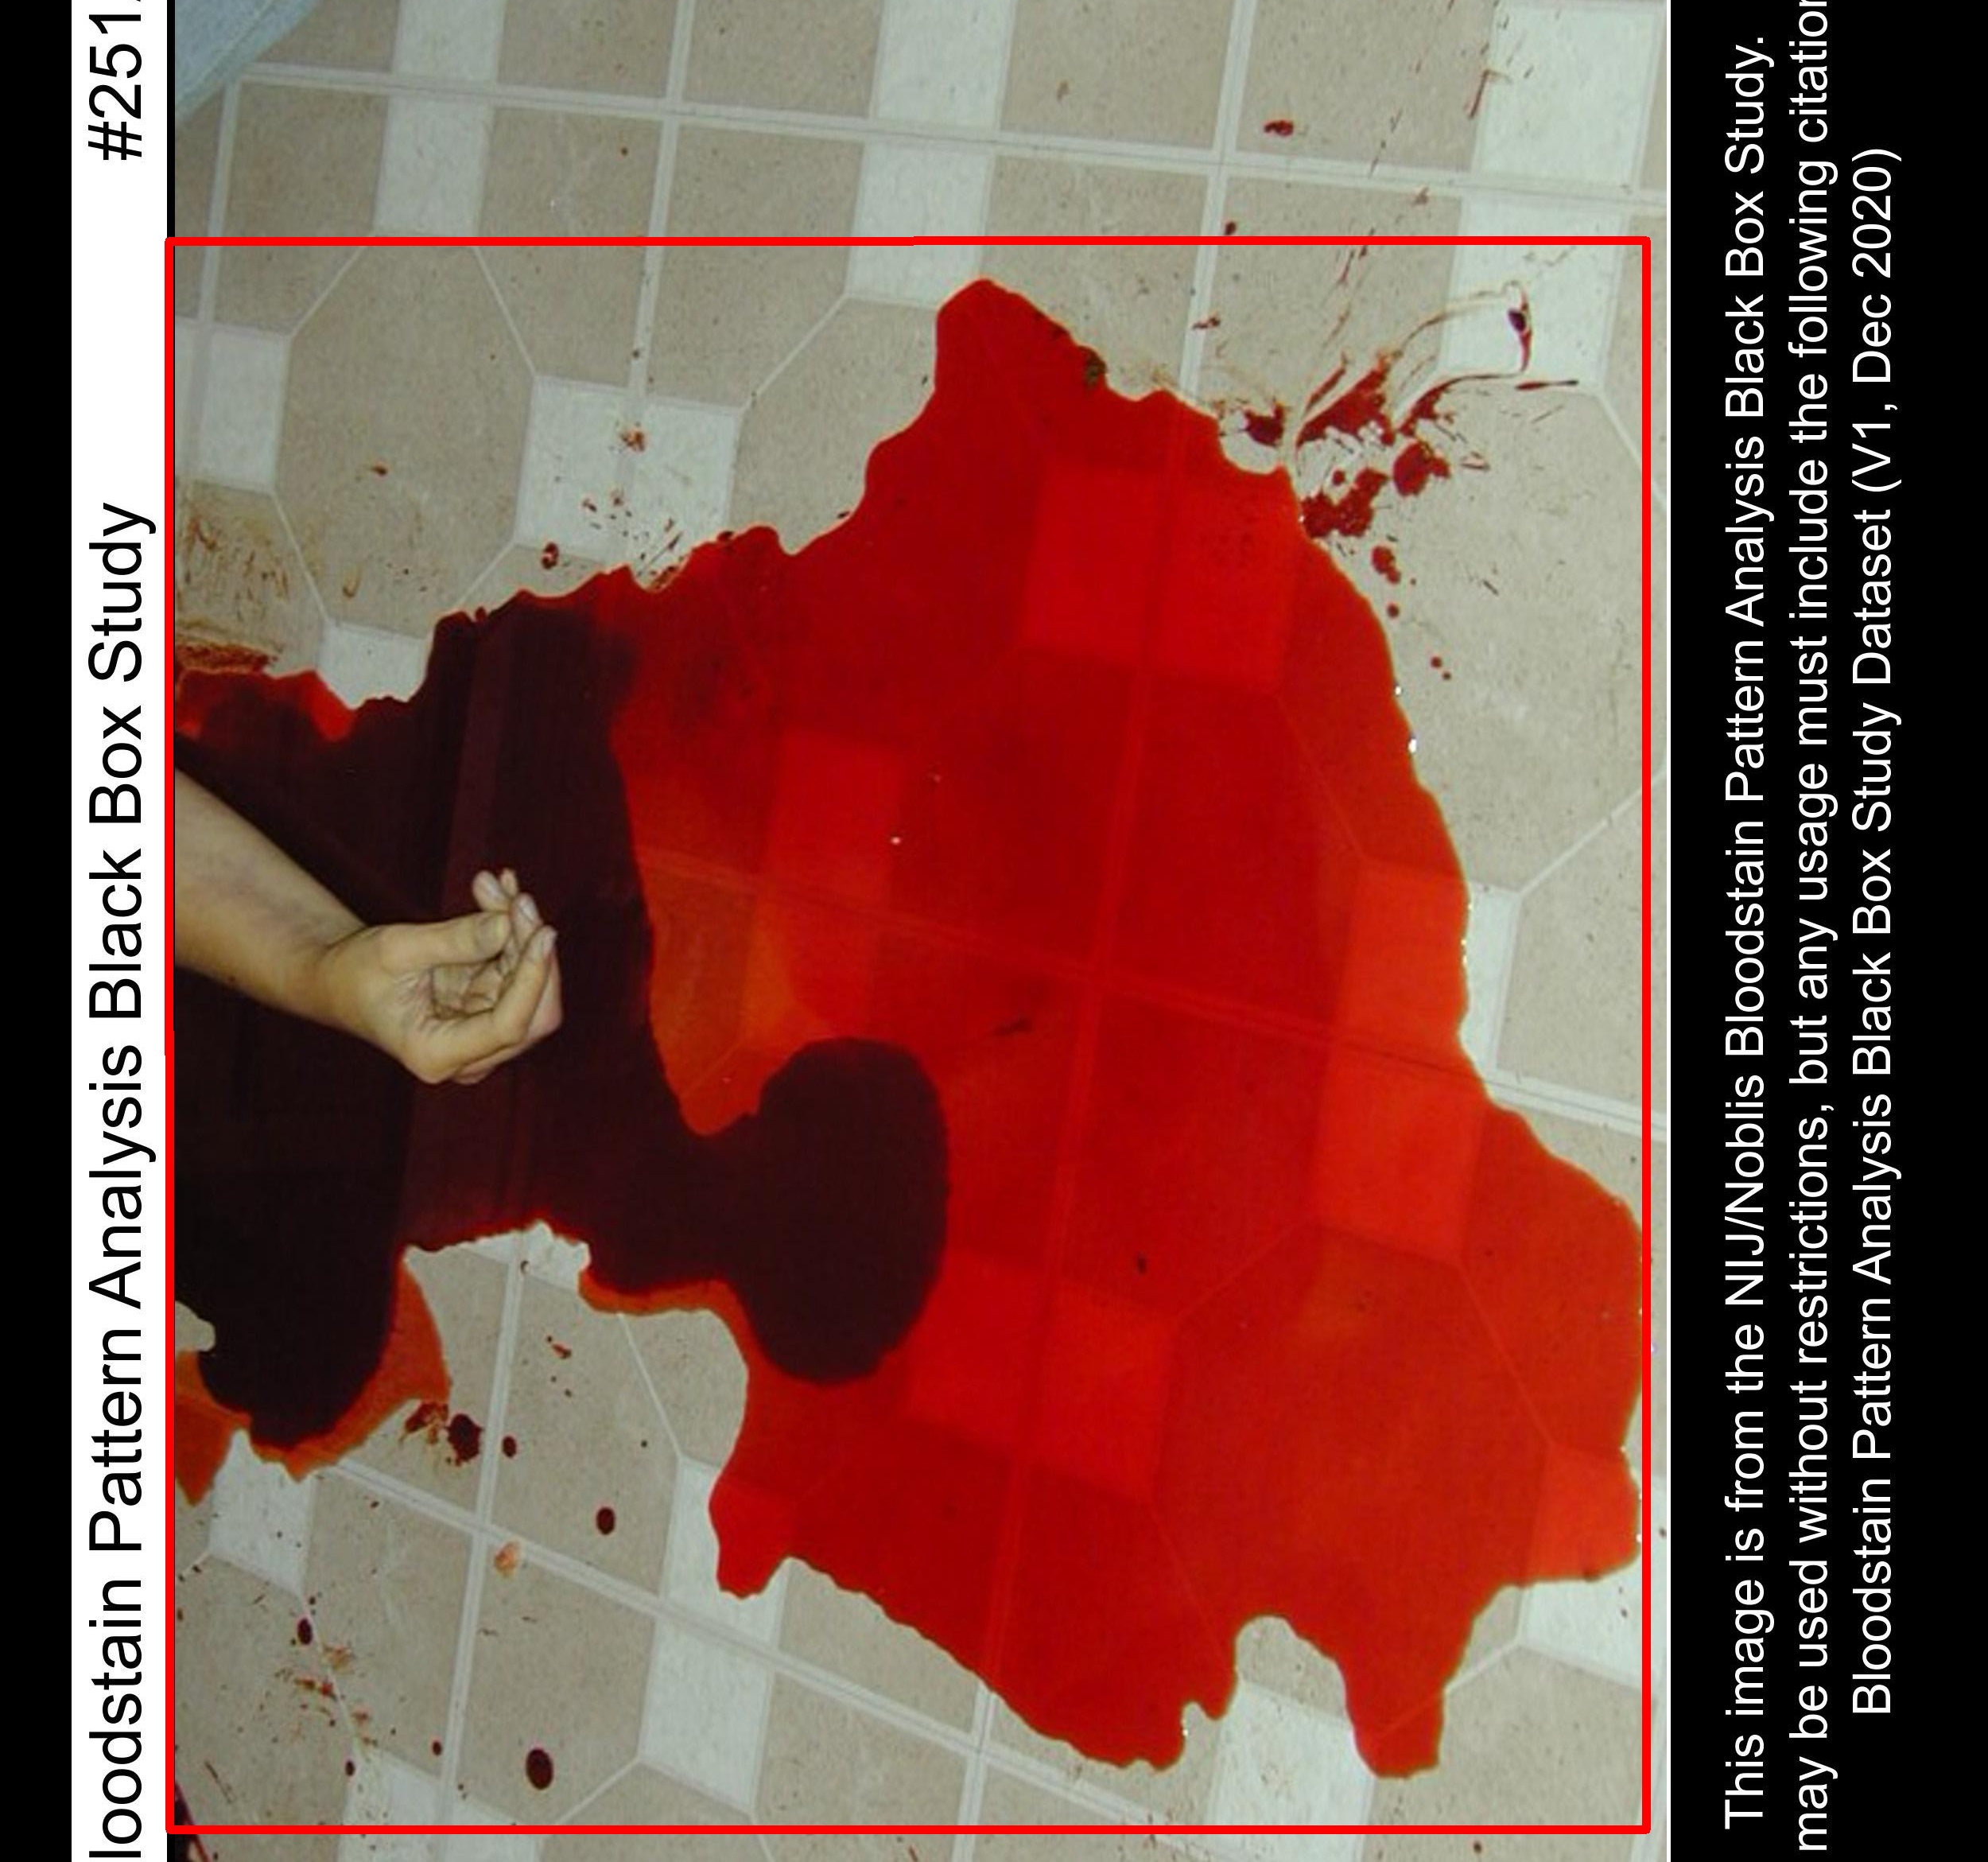 loodstain Pattern Analysis Black Box Study #251
This image is from the NIJ/Noblis Bloodstain Pattern Analysis Black Box Study.
may be used without restrictions, but any usage must include the following citation
Bloodstain Pattern Analysis Black Box Study Dataset (V1, Dec 2020)